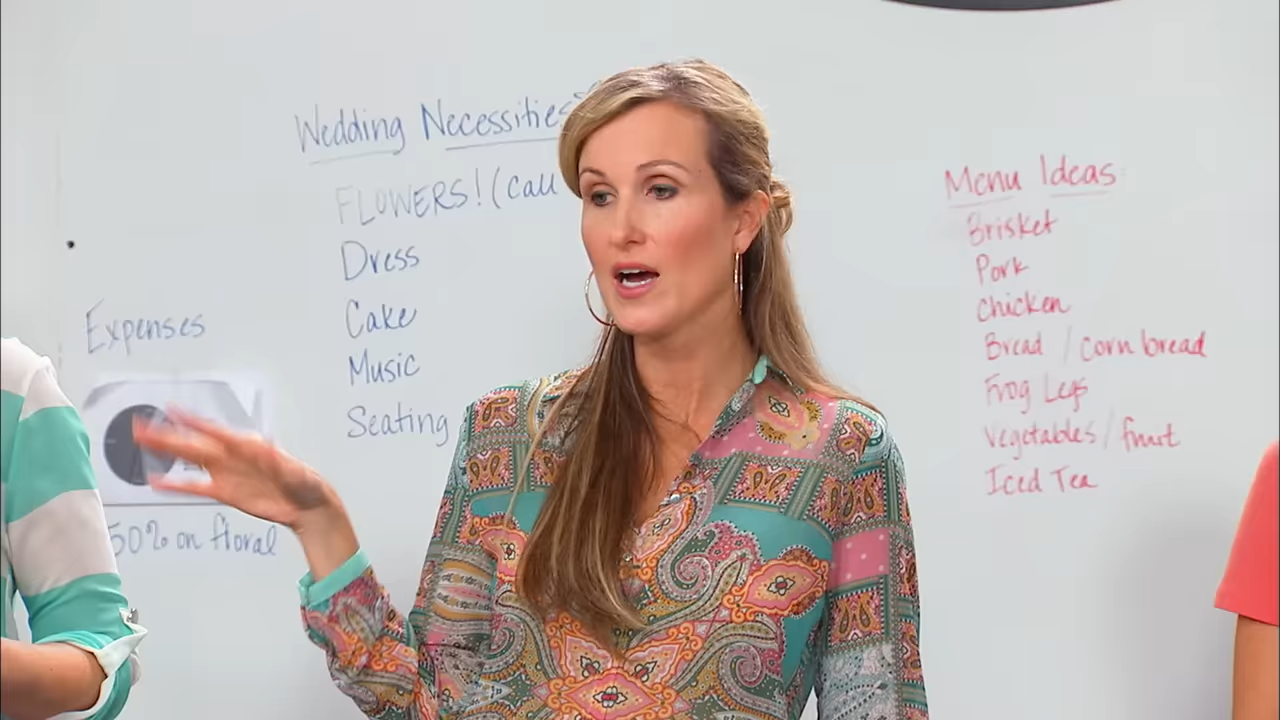 Wedding Necessities
FLOWERS! (call
Dress
Cake
Music
Seating
Expenses
50% on floral
Menu Ideas
Brisket
Pork
Chicken
Bread / corn bread
Frog Legs
Vegetables / fruit
Iced Tea